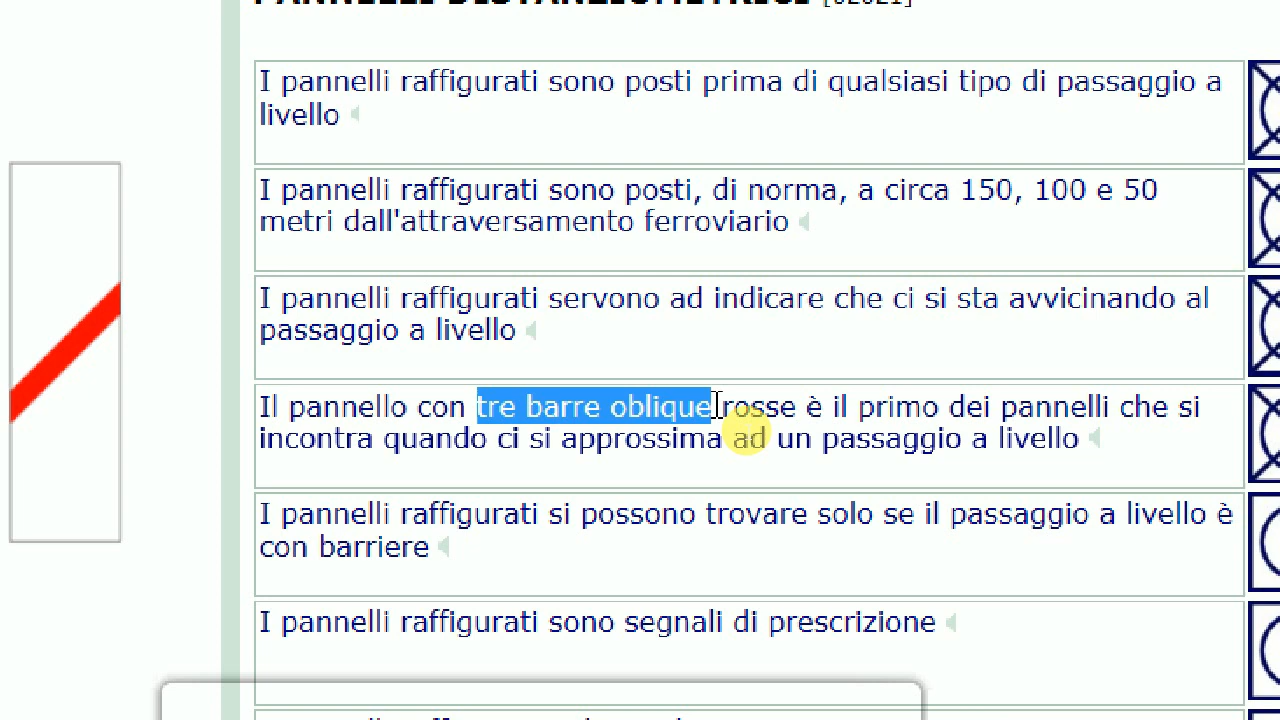 PANNELLI DISTANZIOMETRICI [02021]
I pannelli raffigurati sono posti prima di qualsiasi tipo di passaggio a
livello
I pannelli raffigurati sono posti, di norma, a circa 150, 100 e 50
metri dall'attraversamento ferroviario
I pannelli raffigurati servono ad indicare che ci si sta avvicinando al
passaggio a livello
Il pannello con tre barre oblique rosse è il primo dei pannelli che si
incontra quando ci si approssima ad un passaggio a livello
I pannelli raffigurati si possono trovare solo se il passaggio a livello è
con barriere
I pannelli raffigurati sono segnali di prescrizione